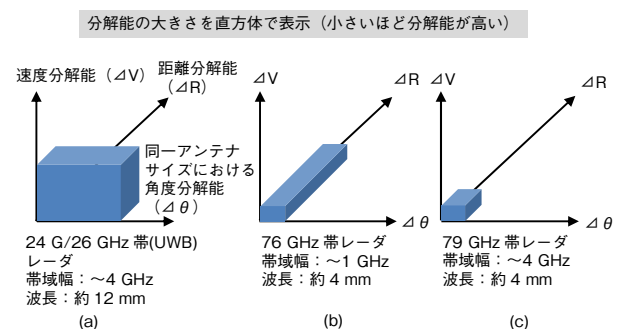 分解能の大きさを直方体で表示（小さいほど分解能が高い）
速度分解能（⊿V）
距離分解能
（⊿R）
同一アンテナ
サイズにおける
角度分解能
（⊿θ）
24 G/26 GHz 帯(UWB)
レーダ
帯域幅：～4 GHz
波長：約 12 mm
(a)
⊿V
⊿R
⊿θ
76 GHz 帯レーダ
帯域幅：～1 GHz
波長：約 4 mm
(b)
⊿V
⊿R
⊿θ
79 GHz 帯レーダ
帯域幅：～4 GHz
波長：約 4 mm
(c)